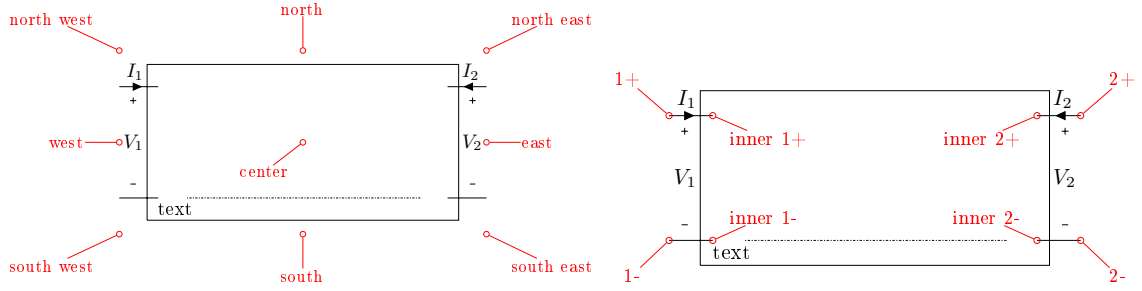 north
north west
north east
I1
I2
+
+
west
V1
V2
east
center
-
-
text
south west
south east
south
1+
2+
I1
I2
+
+
inner 1+
inner 2+
V1
V2
inner 1-
inner 2-
-
-
text
1-
2-